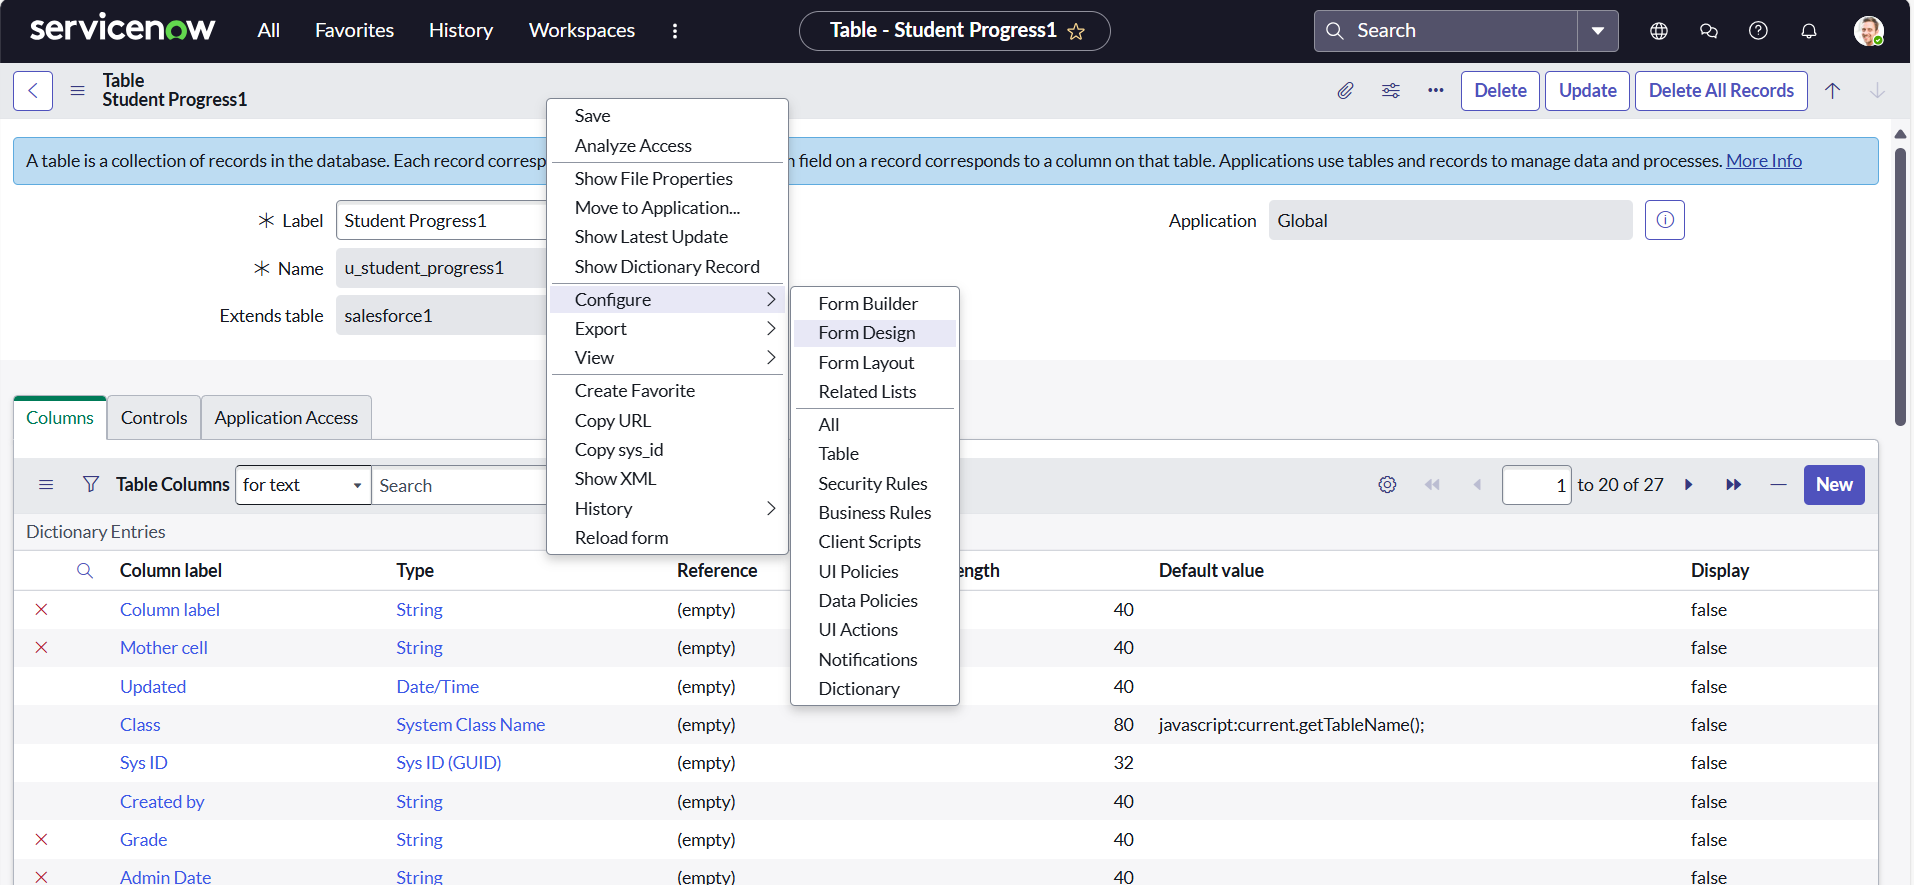 servicenow All Favorites History Workspaces Table - Student Progress1 Search
Table
Student Progress1
Delete Update Delete All Records
A table is a collection of records in the database. Each record corresp
field on a record corresponds to a column on that table. Applications use tables and records to manage data and processes. More Info
Label Student Progress1
Application Global
Name u_student_progress1
Extends table salesforce1
Save
Analyze Access
Show File Properties
Move to Application...
Show Latest Update
Show Dictionary Record
Configure
Export
View
Create Favorite
Copy URL
Copy sys_id
Show XML
History
Reload form
Form Builder
Form Design
Form Layout
Related Lists
All
Table
Security Rules
Business Rules
Client Scripts
UI Policies
Data Policies
UI Actions
Notifications
Dictionary
Columns Controls Application Access
Table Columns for text Search 1 to 20 of 27 New
Dictionary Entries
Column label Type Reference ength Default value Display
Column label String (empty) 40 false
Mother cell String (empty) 40 false
Updated Date/Time (empty) 40 false
Class System Class Name (empty) 80 javascript:current.getTableName(); false
Sys ID Sys ID (GUID) (empty) 32 false
Created by String (empty) 40 false
Grade String (empty) 40 false
Admin Date String (empty) 40 false